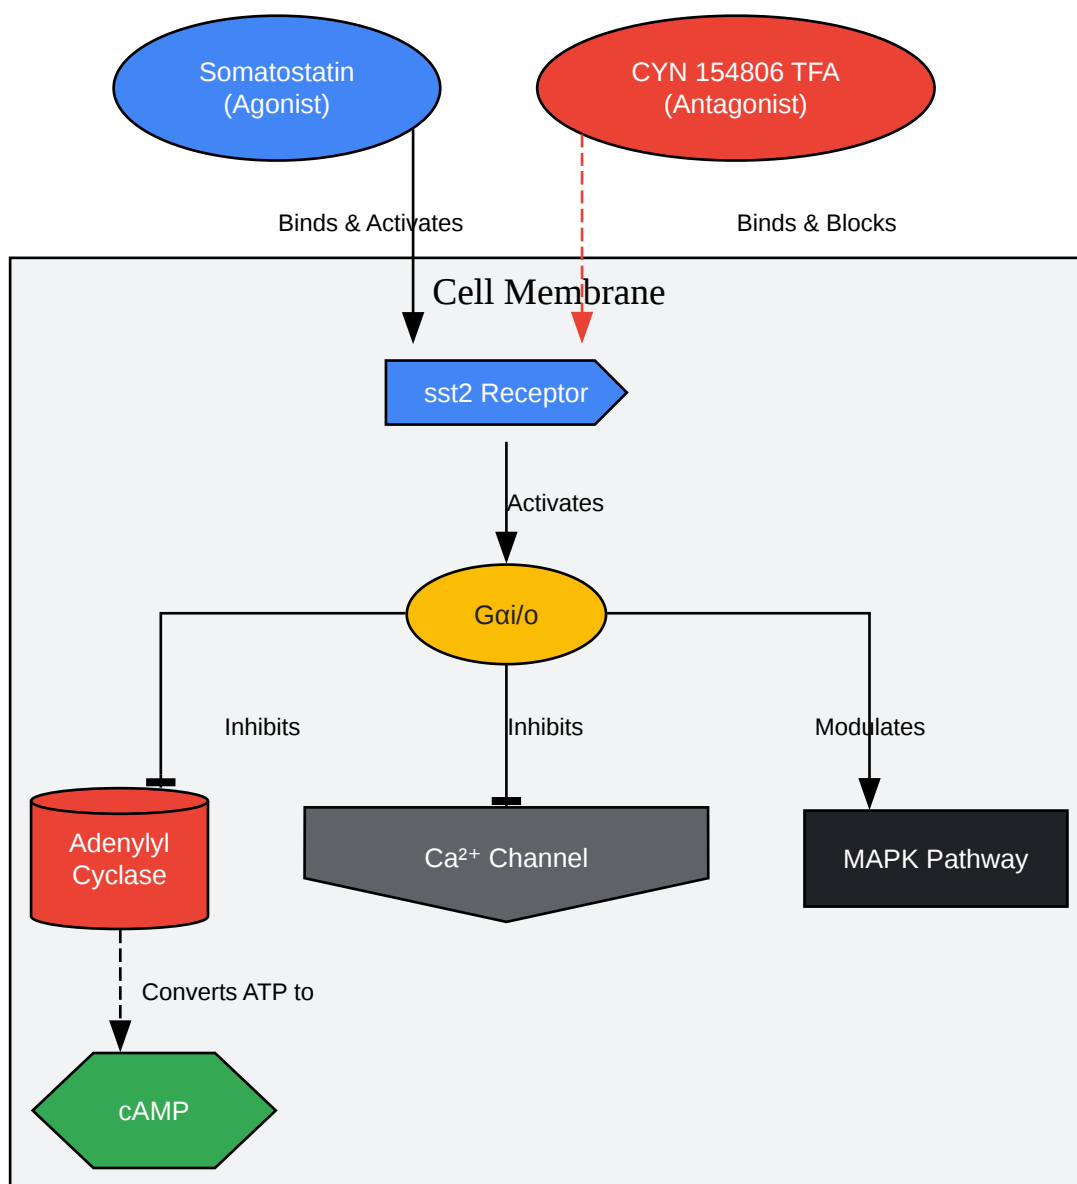 Somatostatin
(Agonist)
CYN 154806 TFA
(Antagonist)
Binds & Activates
Binds & Blocks
Cell Membrane
sst2 Receptor
Activates
Gαi/o
Inhibits
Inhibits
Modulates
Adenylyl
Cyclase
Ca²⁺ Channel
MAPK Pathway
Converts ATP to
cAMP